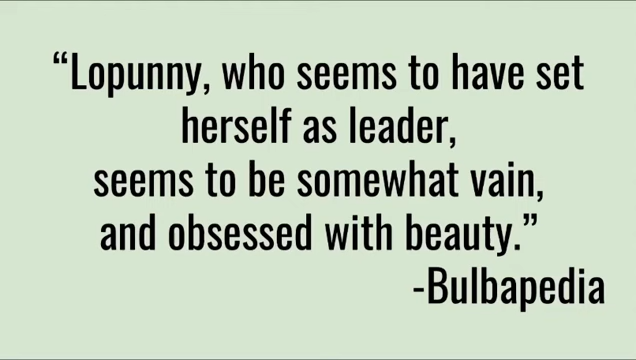 “Lopunny, who seems to have set
herself as leader,
seems to be somewhat vain,
and obsessed with beauty.”
-Bulbapedia